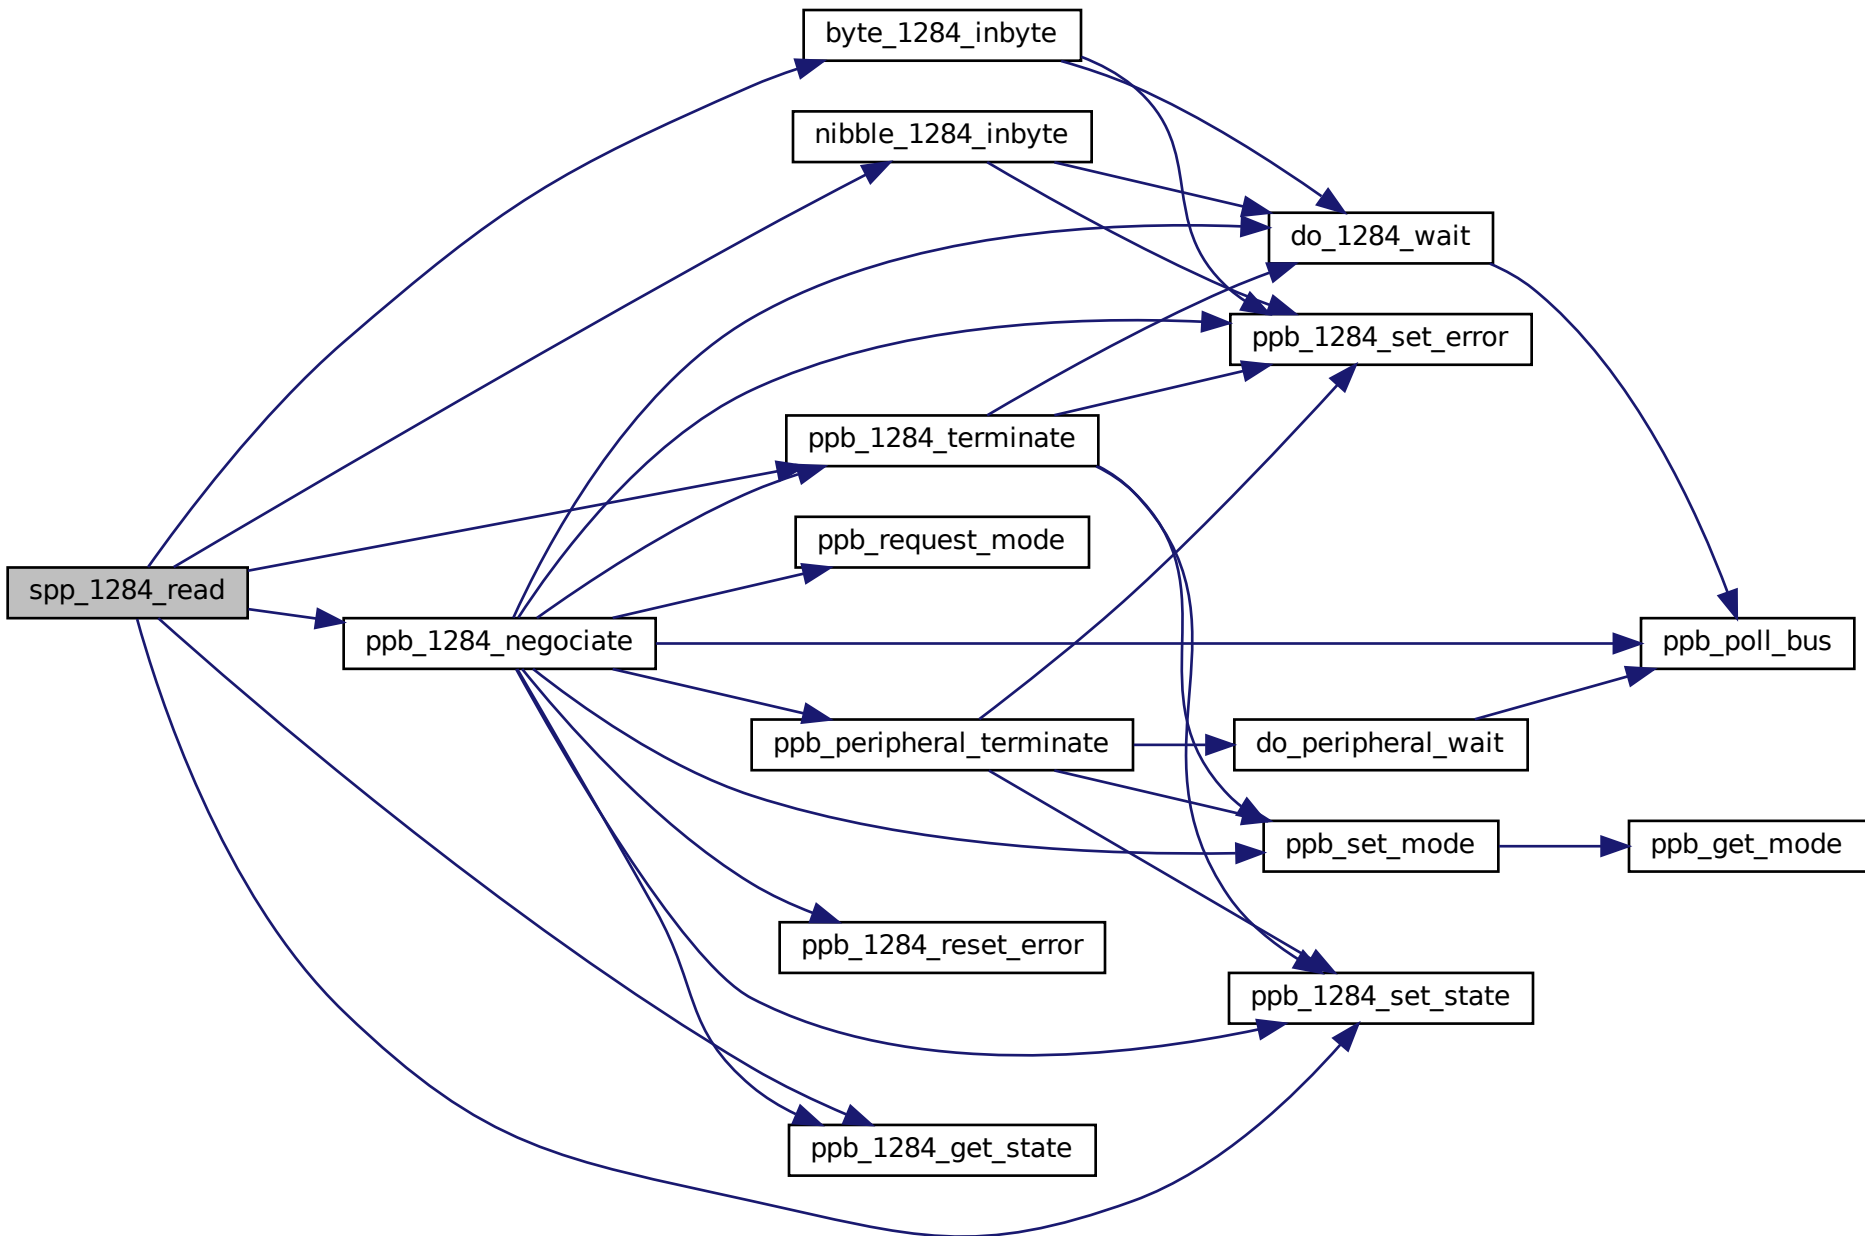 byte_1284_inbyte
nibble_1284_inbyte
do_1284_wait
ppb_1284_set_error
ppb_1284_terminate
ppb_request_mode
spp_1284_read
ppb_1284_negociate
ppb_poll_bus
ppb_peripheral_terminate
do_peripheral_wait
ppb_set_mode
ppb_get_mode
ppb_1284_reset_error
ppb_1284_set_state
ppb_1284_get_state